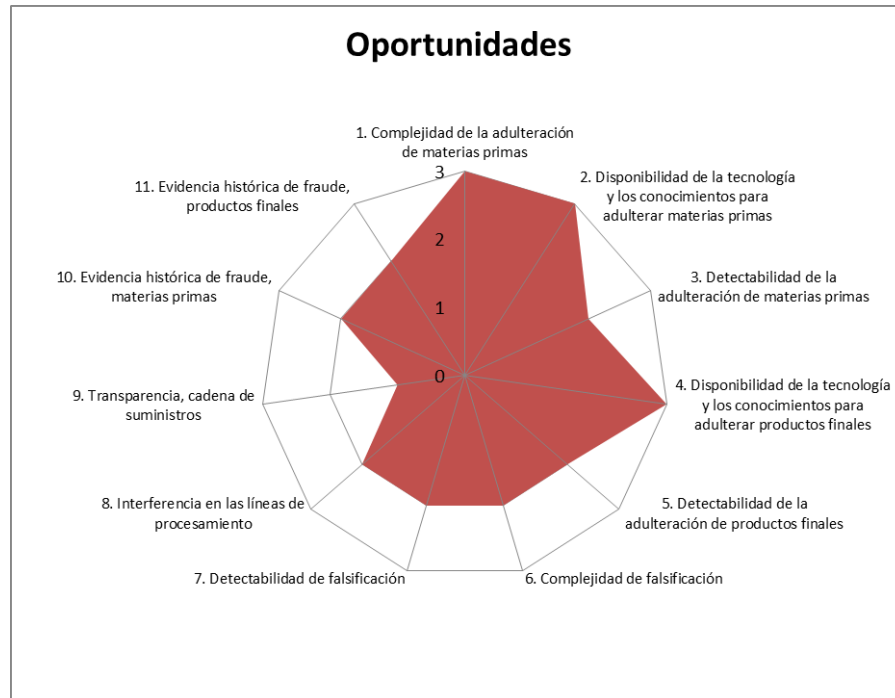 Oportunidades
1. Complejidad de la adulteración
de materias primas
2. Disponibilidad de la tecnología
y los conocimientos para
adulterar materias primas
3. Detectabilidad de la
adulteración de materias primas
4. Disponibilidad de la tecnología
y los conocimientos para
adulterar productos finales
5. Detectabilidad de la
adulteración de productos finales
6. Complejidad de falsificación
7. Detectabilidad de falsificación
8. Interferencia en las líneas de
procesamiento
9. Transparencia, cadena de
suministros
10. Evidencia histórica de fraude,
materias primas
11. Evidencia histórica de fraude,
productos finales
3
2
1
0